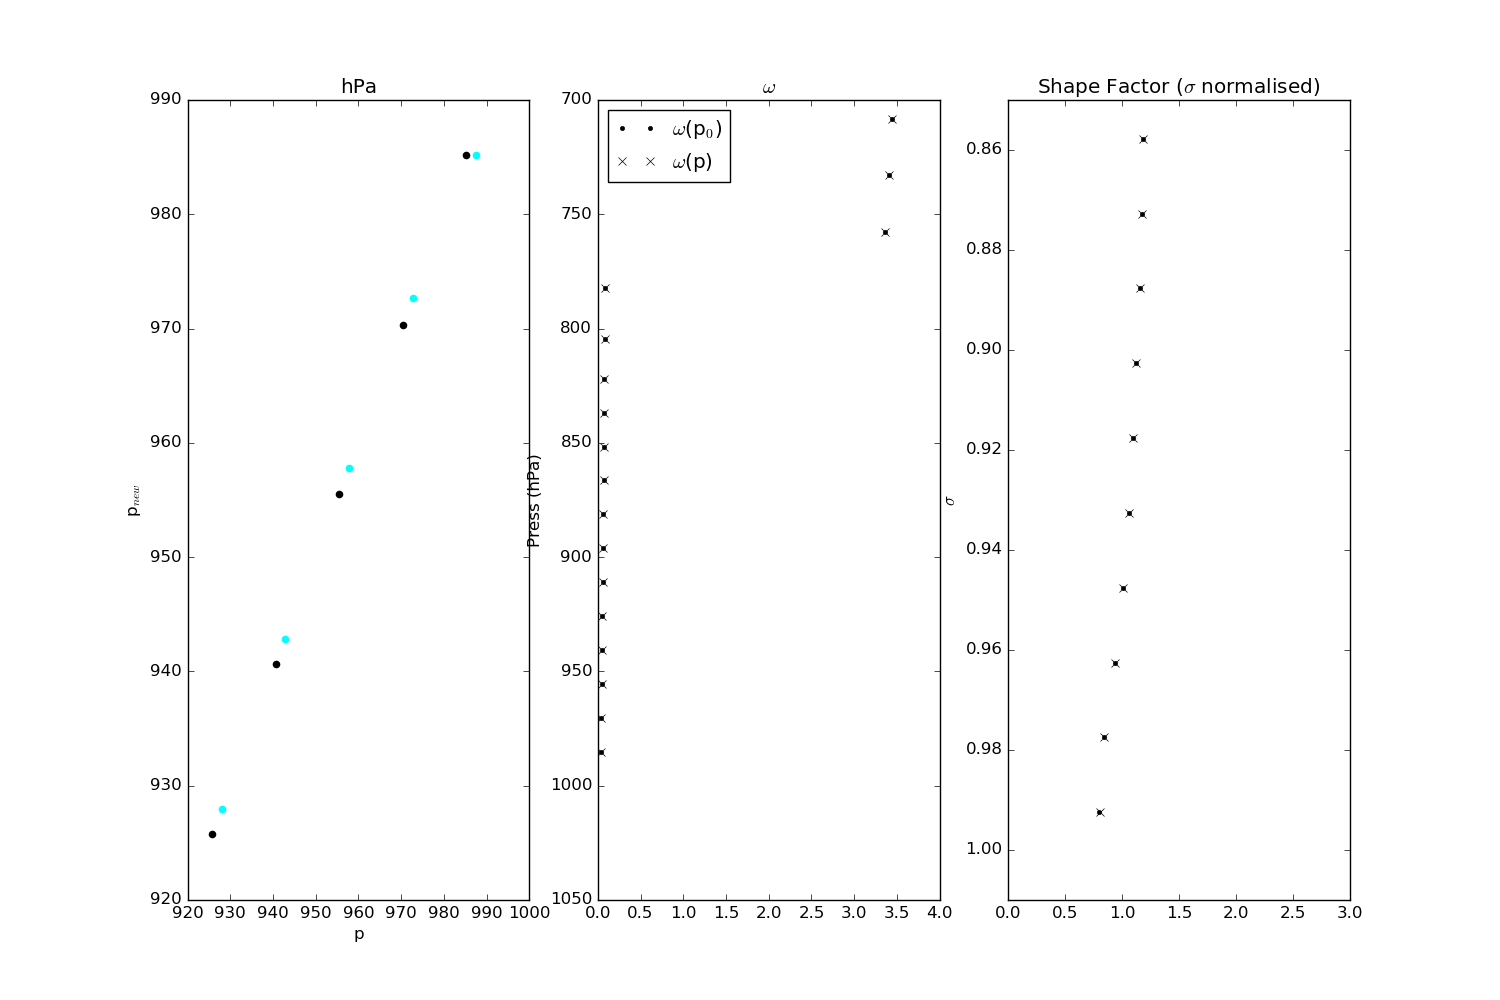 hPa
990
980
970
960
950
940
930
920
p_new
920 930 940 950 960 970 980 990 1000
p
ω
700
750
800
850
900
950
1000
1050
Press (hPa)
ω(p₀)
ω(p)
0.0 0.5 1.0 1.5 2.0 2.5 3.0 3.5 4.0
Shape Factor (σ normalised)
0.86
0.88
0.90
0.92
0.94
0.96
0.98
1.00
σ
0.0 0.5 1.0 1.5 2.0 2.5 3.0